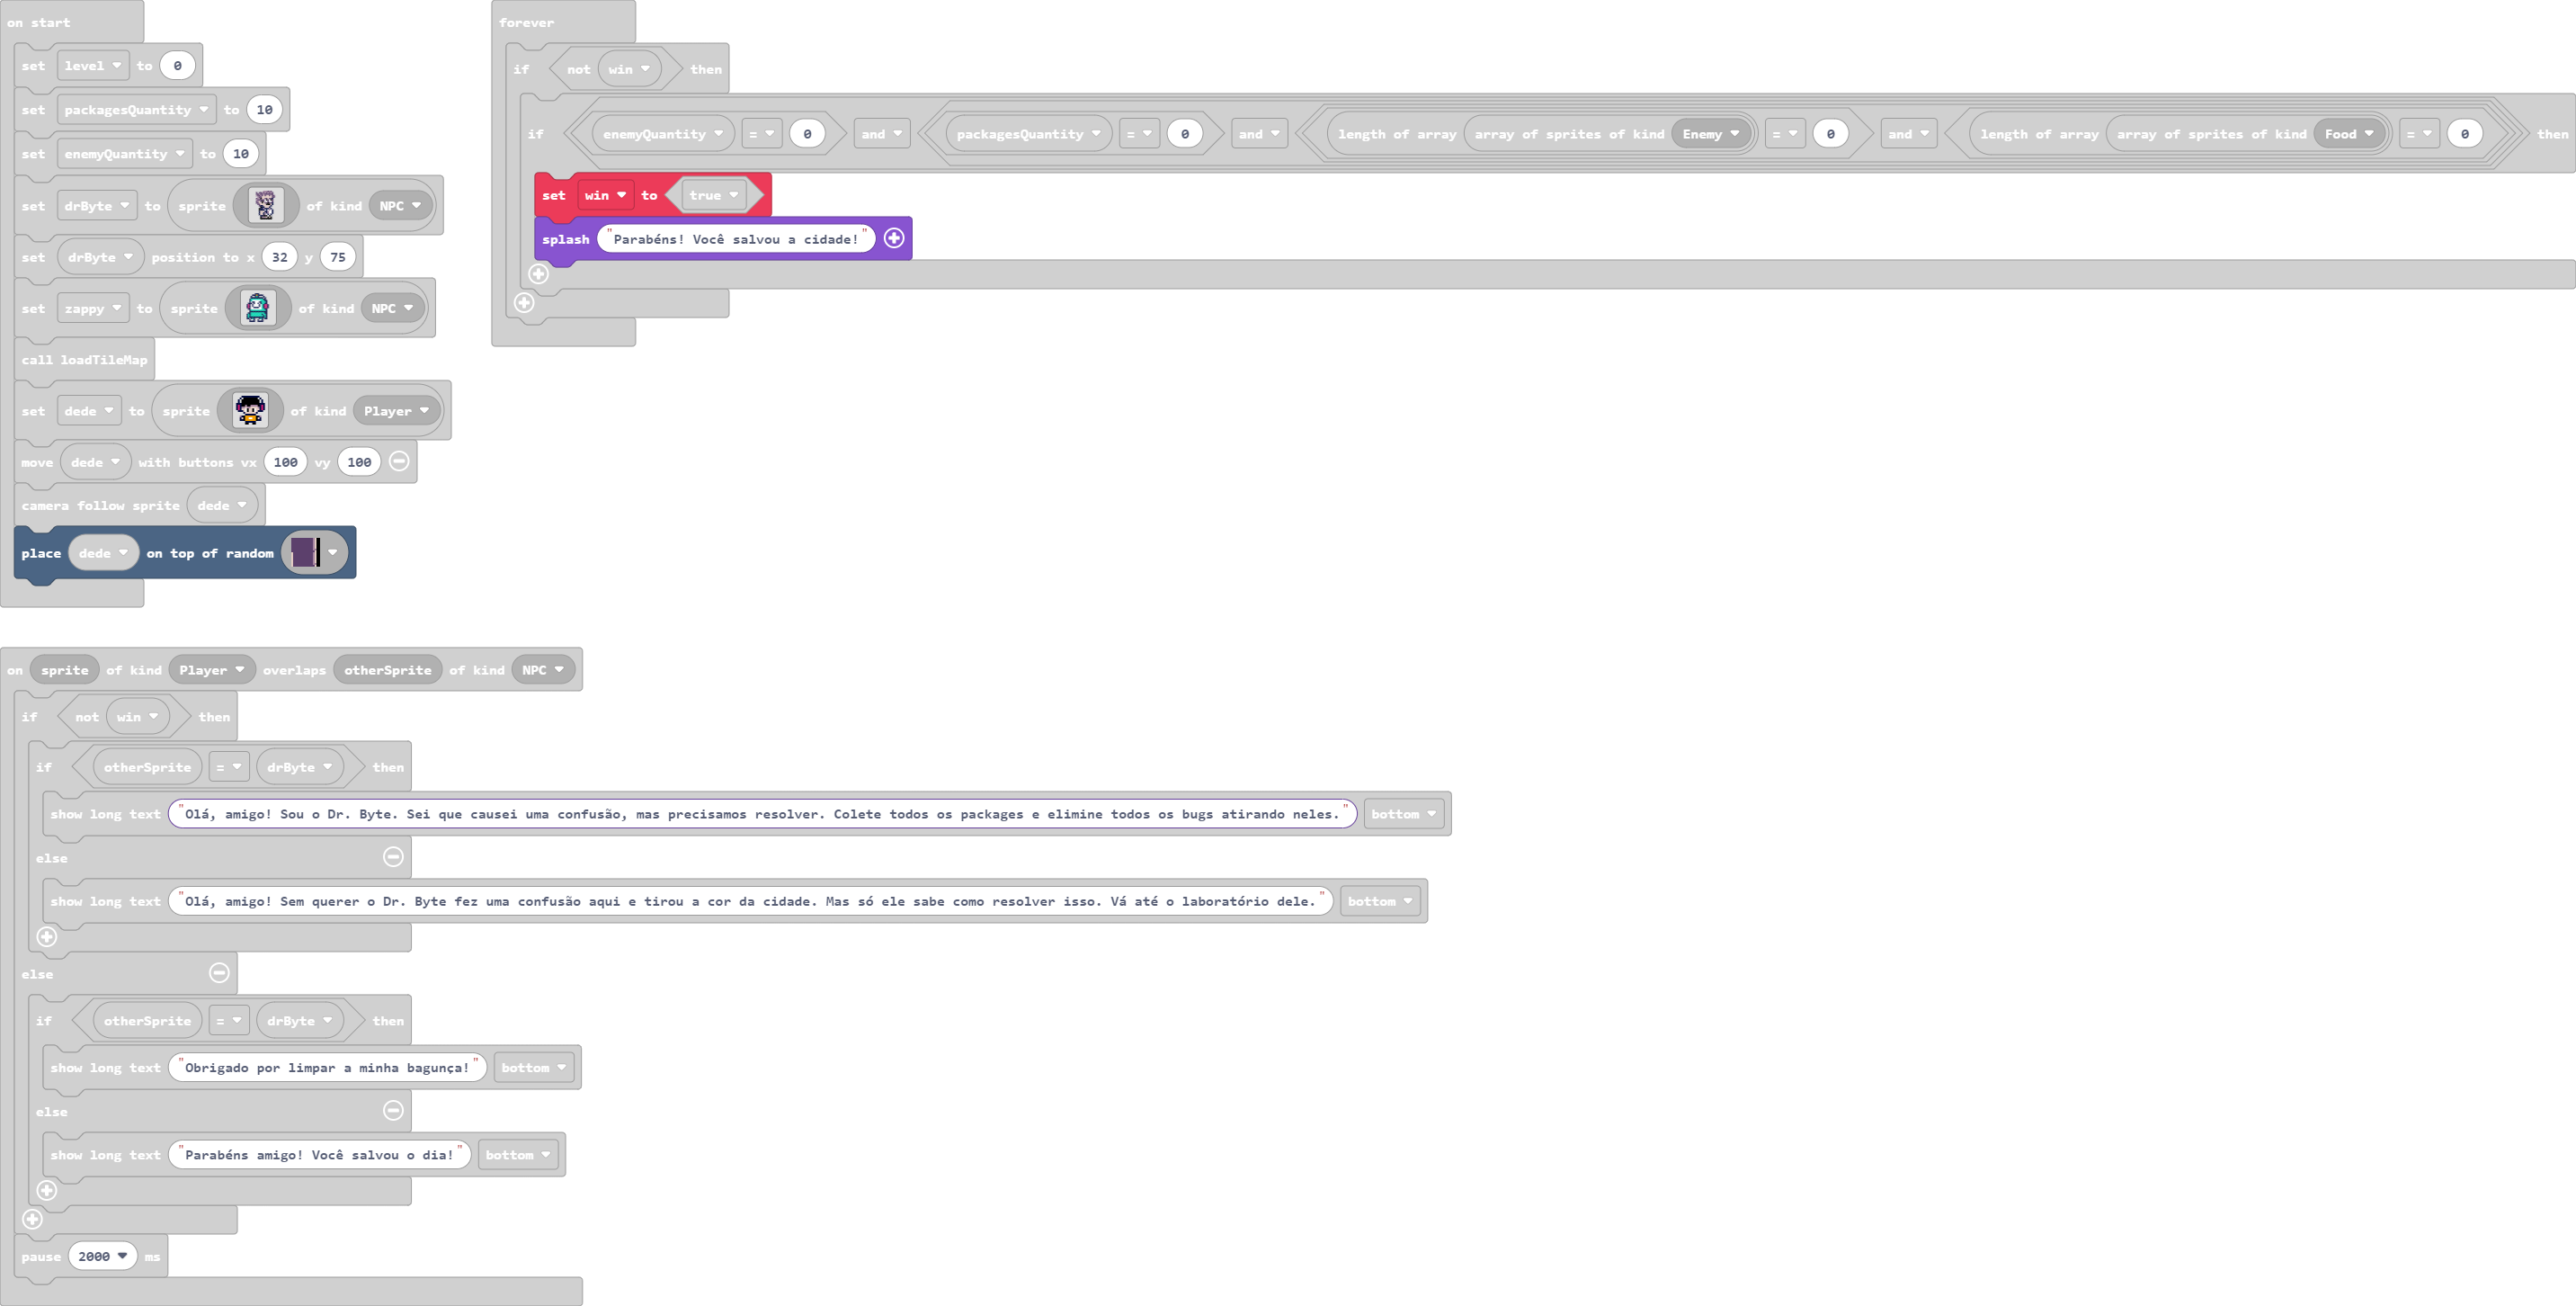 on start
set level to 0
set packagesQuantity to 10
set enemyQuantity to 10
set drByte to sprite of kind NPC
set drByte position to x 32 y 75
set zappy to sprite of kind NPC
call loadTileMap
set dede to sprite of kind Player
move dede with buttons vx 100 vy 100
camera follow sprite dede
place dede on top of random
forever
if not win then
if enemyQuantity = 0 and packagesQuantity = 0 and length of array array of sprites of kind Enemy = 0 and length of array array of sprites of kind Food = 0 then
set win to true
splash "Parabéns! Você salvou a cidade!"
on sprite of kind Player overlaps otherSprite of kind NPC
if not win then
if otherSprite = drByte then
show long text "Olá, amigo! Sou o Dr. Byte. Sei que causei uma confusão, mas precisamos resolver. Colete todos os packages e elimine todos os bugs atirando neles." bottom
else
show long text "Olá, amigo! Sem querer o Dr. Byte fez uma confusão aqui e tirou a cor da cidade. Mas só ele sabe como resolver isso. Vá até o laboratório dele." bottom
else
if otherSprite = drByte then
show long text "Obrigado por limpar a minha bagunça!" bottom
else
show long text "Parabéns amigo! Você salvou o dia!" bottom
pause 2000 ms